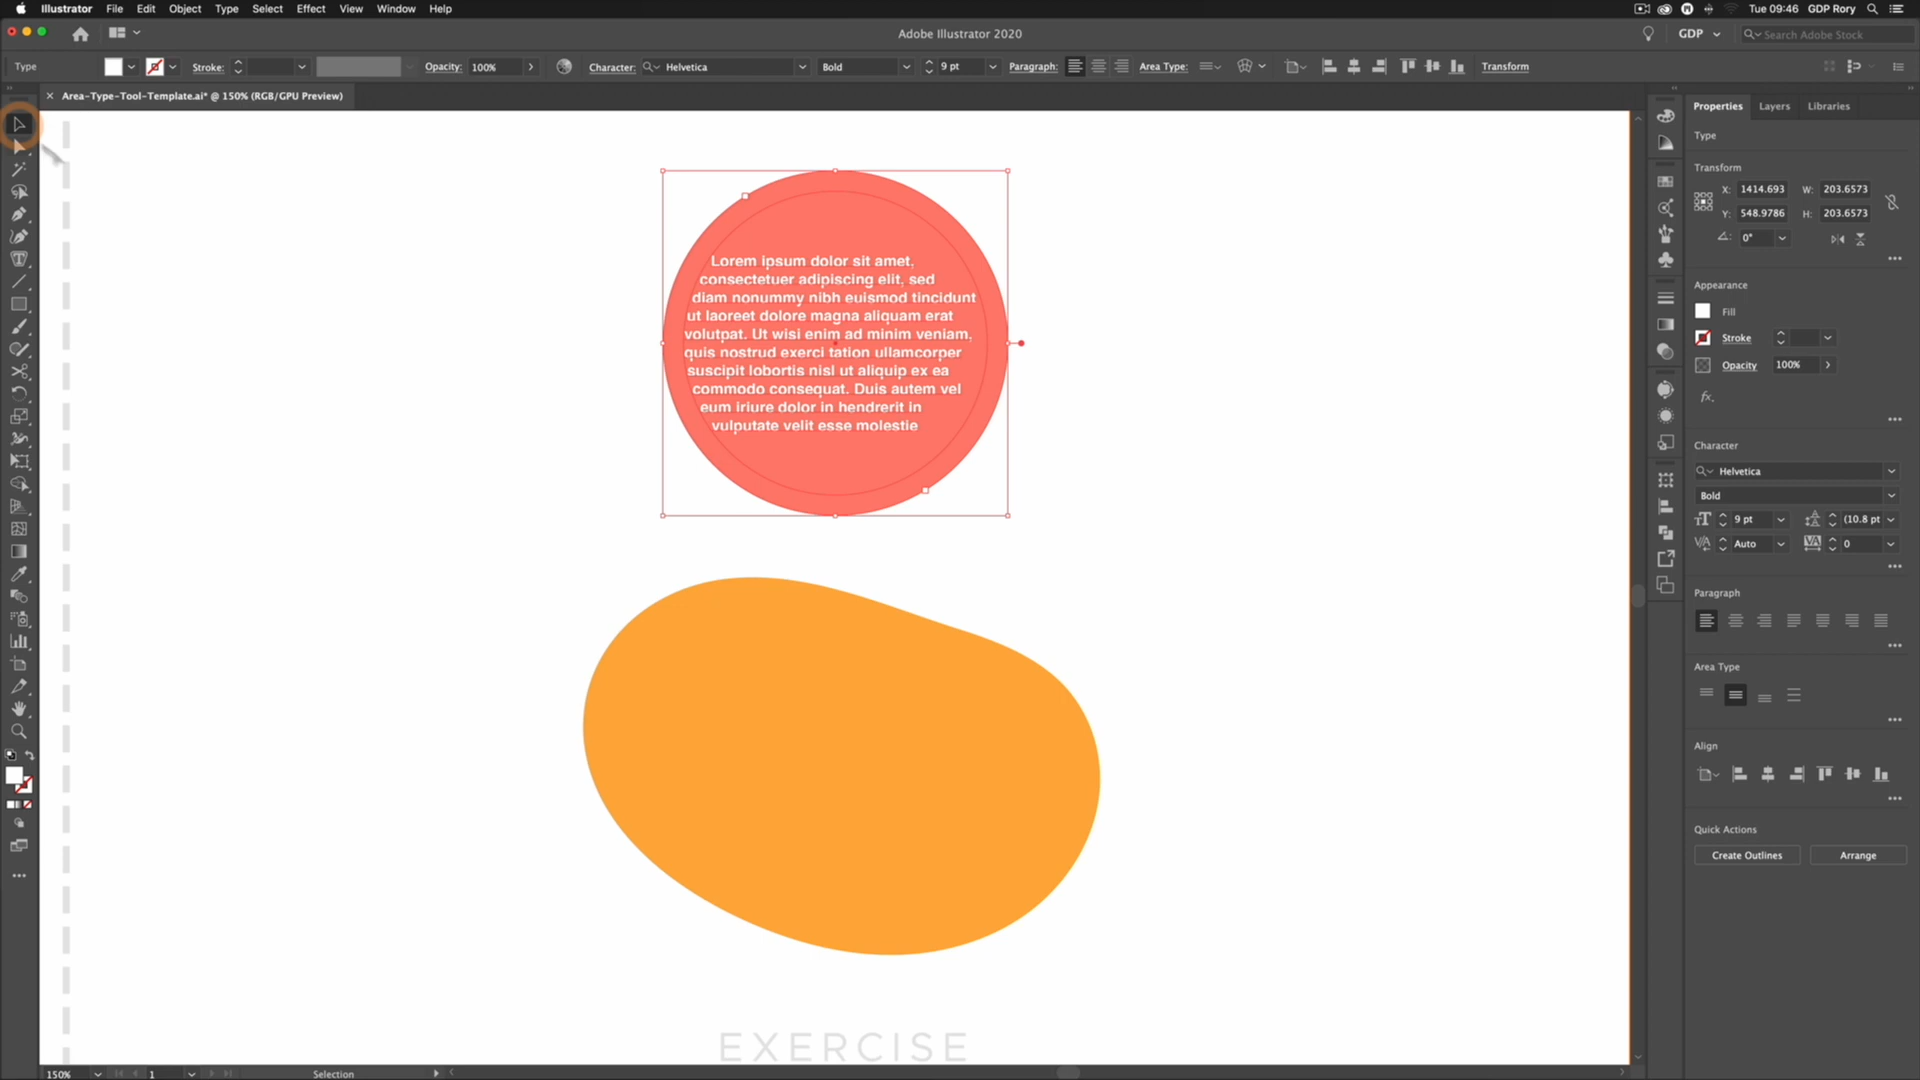 Illustrator File Edit Object Type Select Effect View Window Help
Tue 09:46 GDP Rory
Adobe Illustrator 2020
GDP
Search Adobe Stock
Type
Stroke:
Opacity: 100%
Character: Helvetica
Bold
9 pt
Paragraph:
Area Type:
Transform
× Area-Type-Tool-Template.ai* @ 150% (RGB/GPU Preview)
Lorem ipsum dolor sit amet,
consectetuer adipiscing elit, sed
diam nonummy nibh euismod tincidunt
ut laoreet dolore magna aliquam erat
volutpat. Ut wisi enim ad minim veniam,
quis nostrud exerci tation ullamcorper
suscipit lobortis nisl ut aliquip ex ea
commodo consequat. Duis autem vel
eum iriure dolor in hendrerit in
vulputate velit esse molestie
EXERCISE
Properties Layers Libraries
Type
Transform
X: 1414.693 W: 203.6573
Y: 548.9786 H: 203.6573
0°
Appearance
Fill
Stroke
Opacity 100%
fx.
Character
Helvetica
Bold
9 pt (10.8 pt
Auto 0
Paragraph
Area Type
Align
Quick Actions
Create Outlines Arrange
150% 1 Selection